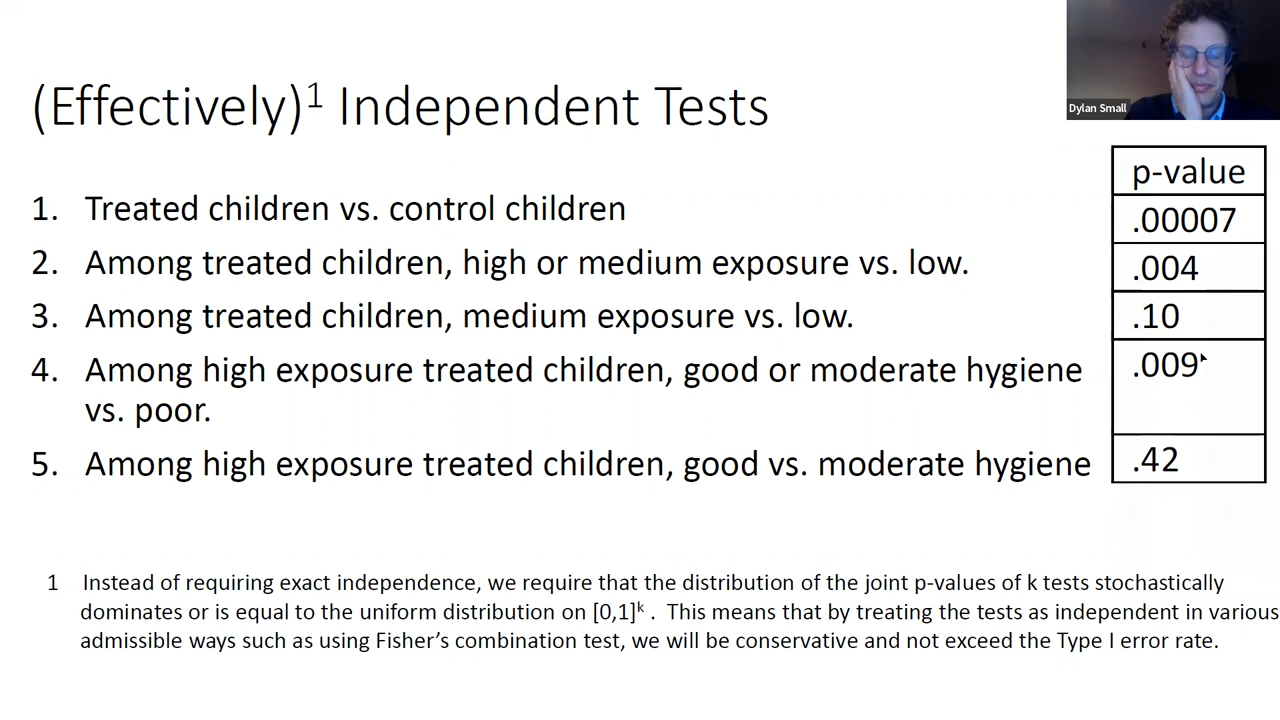 Dylan Small
(Effectively)¹ Independent Tests
p-value
1. Treated children vs. control children
.00007
2. Among treated children, high or medium exposure vs. low.
.004
3. Among treated children, medium exposure vs. low.
.10
4. Among high exposure treated children, good or moderate hygiene
vs. poor.
.009
5. Among high exposure treated children, good vs. moderate hygiene
.42
1 Instead of requiring exact independence, we require that the distribution of the joint p-values of k tests stochastically
dominates or is equal to the uniform distribution on [0,1]ᵏ . This means that by treating the tests as independent in various
admissible ways such as using Fisher’s combination test, we will be conservative and not exceed the Type I error rate.